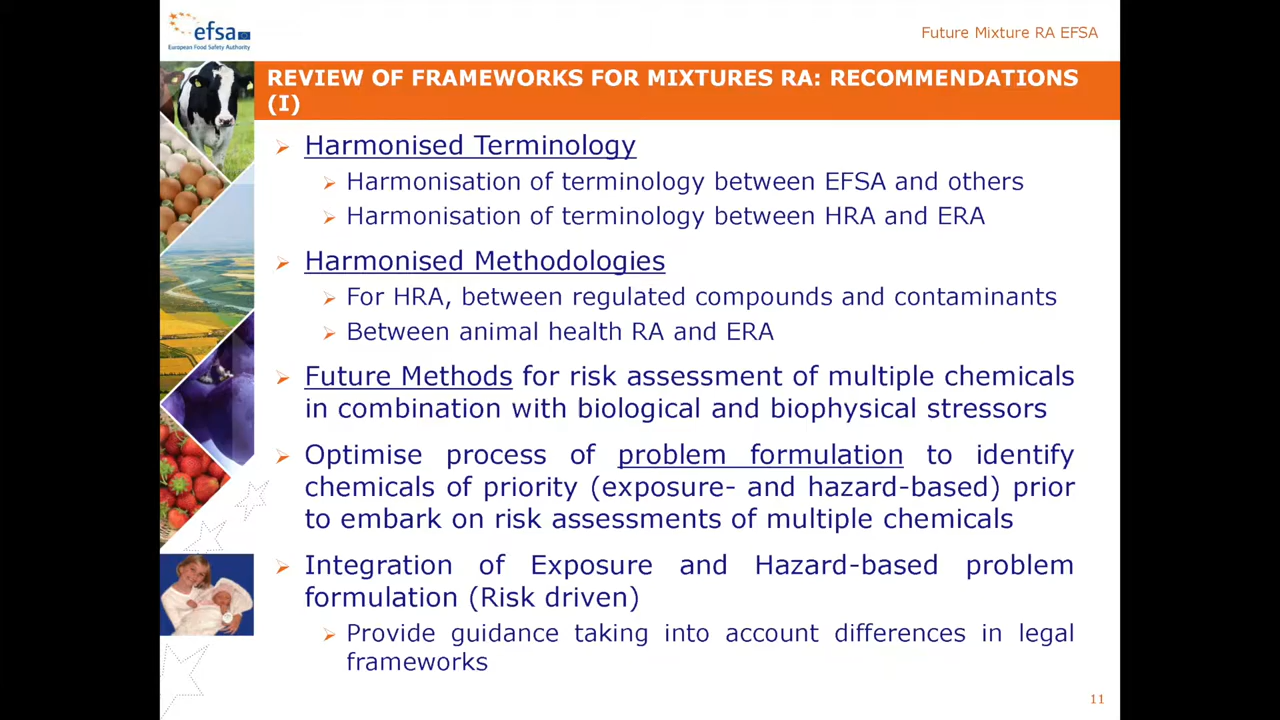 efsa
European Food Safety Authority
Future Mixture RA EFSA
REVIEW OF FRAMEWORKS FOR MIXTURES RA: RECOMMENDATIONS
(I)
Harmonised Terminology
Harmonisation of terminology between EFSA and others
Harmonisation of terminology between HRA and ERA
Harmonised Methodologies
For HRA, between regulated compounds and contaminants
Between animal health RA and ERA
Future Methods for risk assessment of multiple chemicals
in combination with biological and biophysical stressors
Optimise process of problem formulation to identify
chemicals of priority (exposure- and hazard-based) prior
to embark on risk assessments of multiple chemicals
Integration of Exposure and Hazard-based problem
formulation (Risk driven)
Provide guidance taking into account differences in legal
frameworks
11